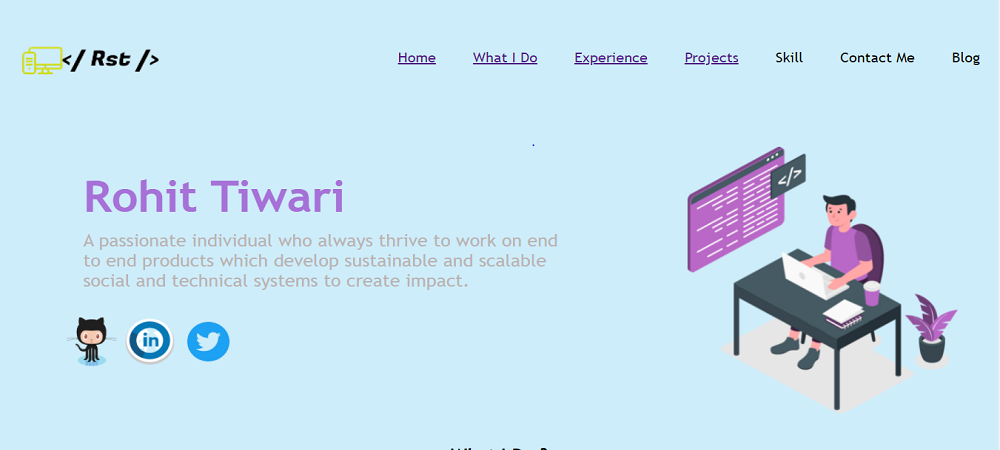 </ Rst />
Home What I Do Experience Projects Skill Contact Me Blog
.
Rohit Tiwari
A passionate individual who always thrive to work on end
to end products which develop sustainable and scalable
social and technical systems to create impact.
</>
in